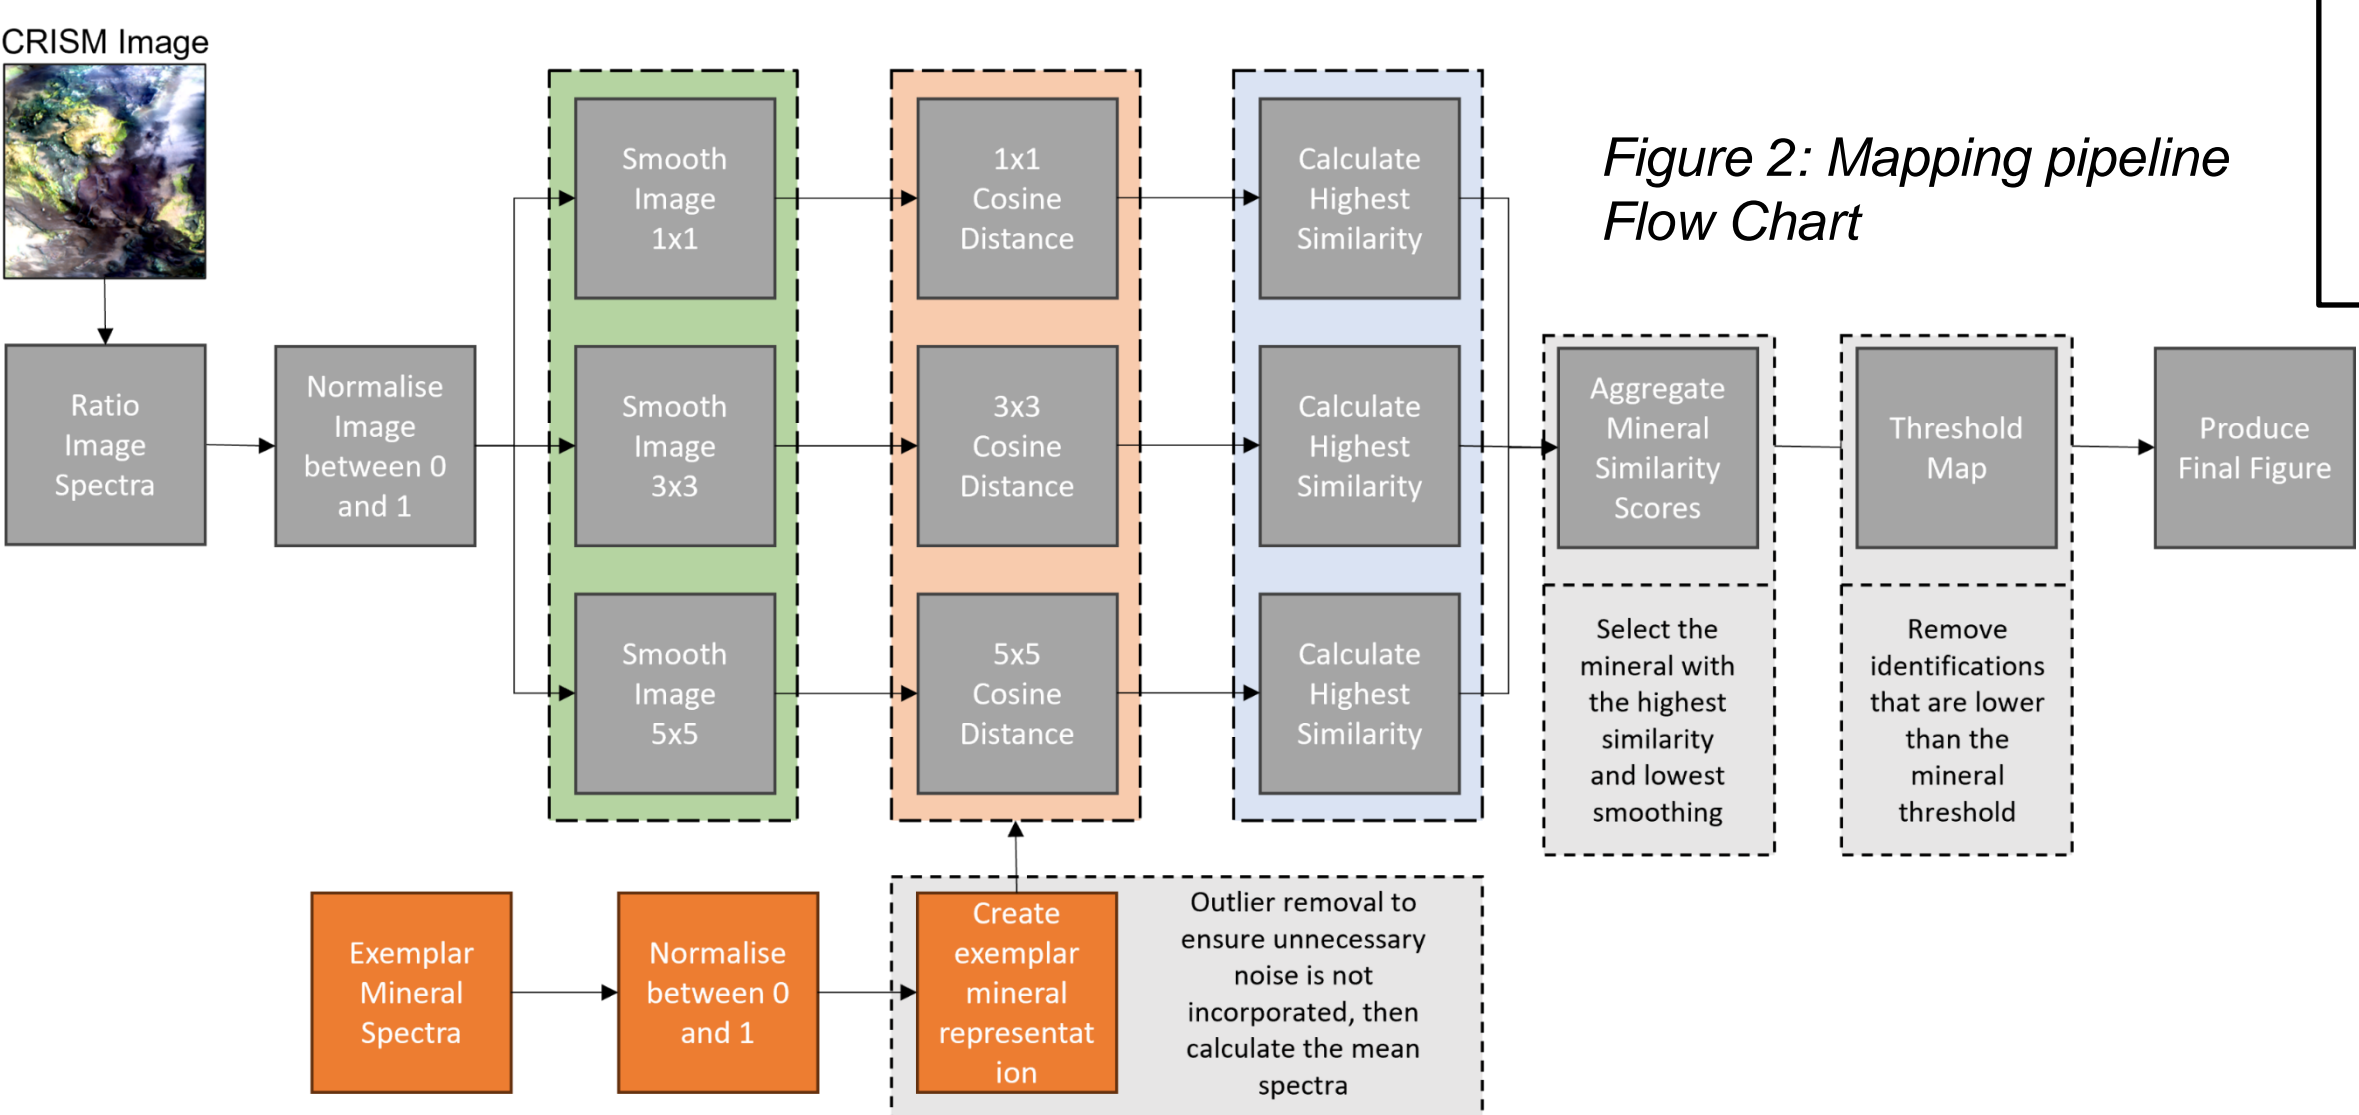 CRISM Image
Figure 2: Mapping pipeline
Flow Chart
Ratio
Image
Spectra
Normalise
Image
between 0
and 1
Smooth
Image
1x1
1x1
Cosine
Distance
Calculate
Highest
Similarity
Smooth
Image
3x3
3x3
Cosine
Distance
Calculate
Highest
Similarity
Smooth
Image
5x5
5x5
Cosine
Distance
Calculate
Highest
Similarity
Aggregate
Mineral
Similarity
Scores
Select the
mineral with
the highest
similarity
and lowest
smoothing
Threshold
Map
Remove
identifications
that are lower
than the
mineral
threshold
Produce
Final Figure
Exemplar
Mineral
Spectra
Normalise
between 0
and 1
Create
exemplar
mineral
representat
ion
Outlier removal to
ensure unnecessary
noise is not
incorporated, then
calculate the mean
spectra